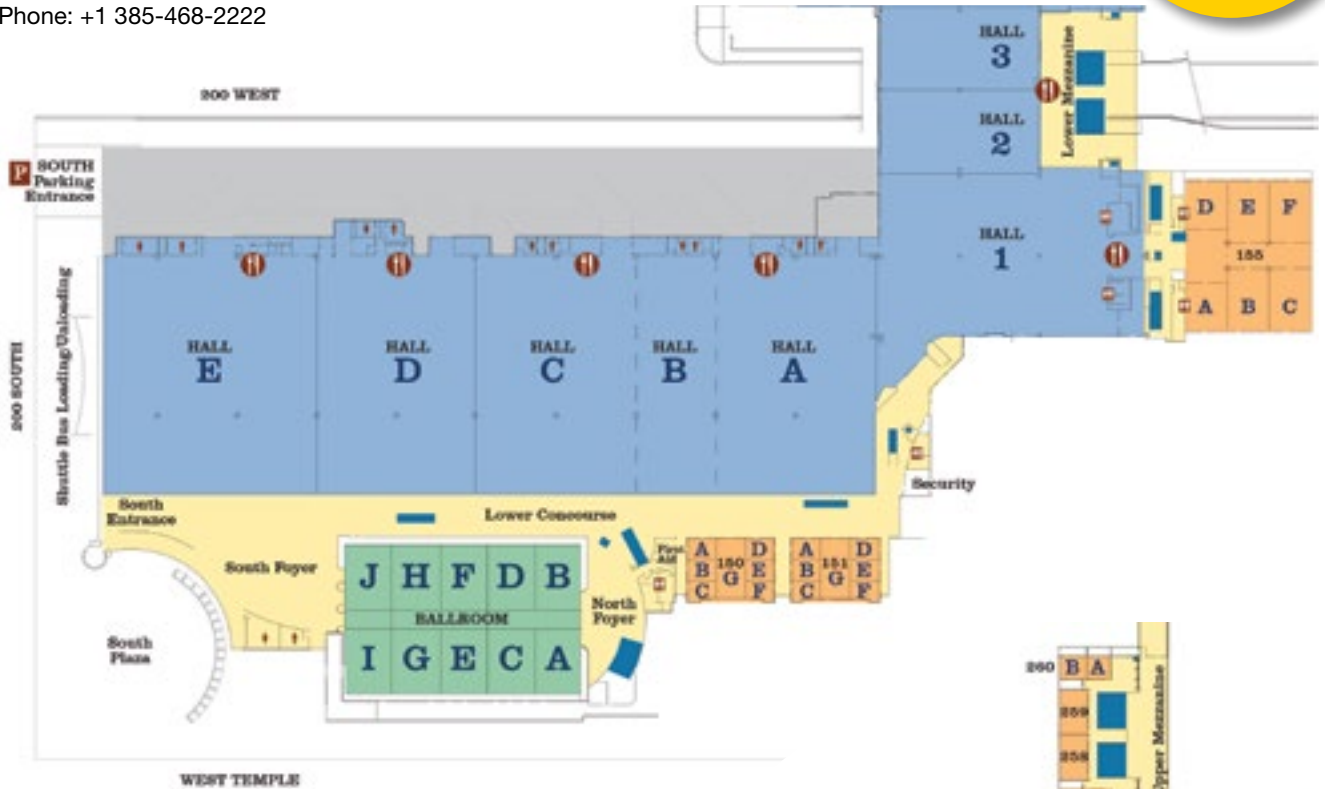 Phone: +1 385-468-2222
HALL
3
200 WEST
Lower Mezzanine
HALL
2
P
SOUTH
Parking
Entrance
D E F
HALL
1
155
A B C
200 SOUTH
Shuttle Bus Loading/Unloading
HALL
E
HALL
D
HALL
C
HALL
B
HALL
A
Security
South
Entrance
Lower Concourse
South Foyer
First
Aid
A
B
C
150
G
D
E
F
A
B
C
151
G
D
E
F
J H F D B
BALLROOM
I G E C A
North
Foyer
South
Plaza
260 B A
259
258
Upper Mezzanine
WEST TEMPLE